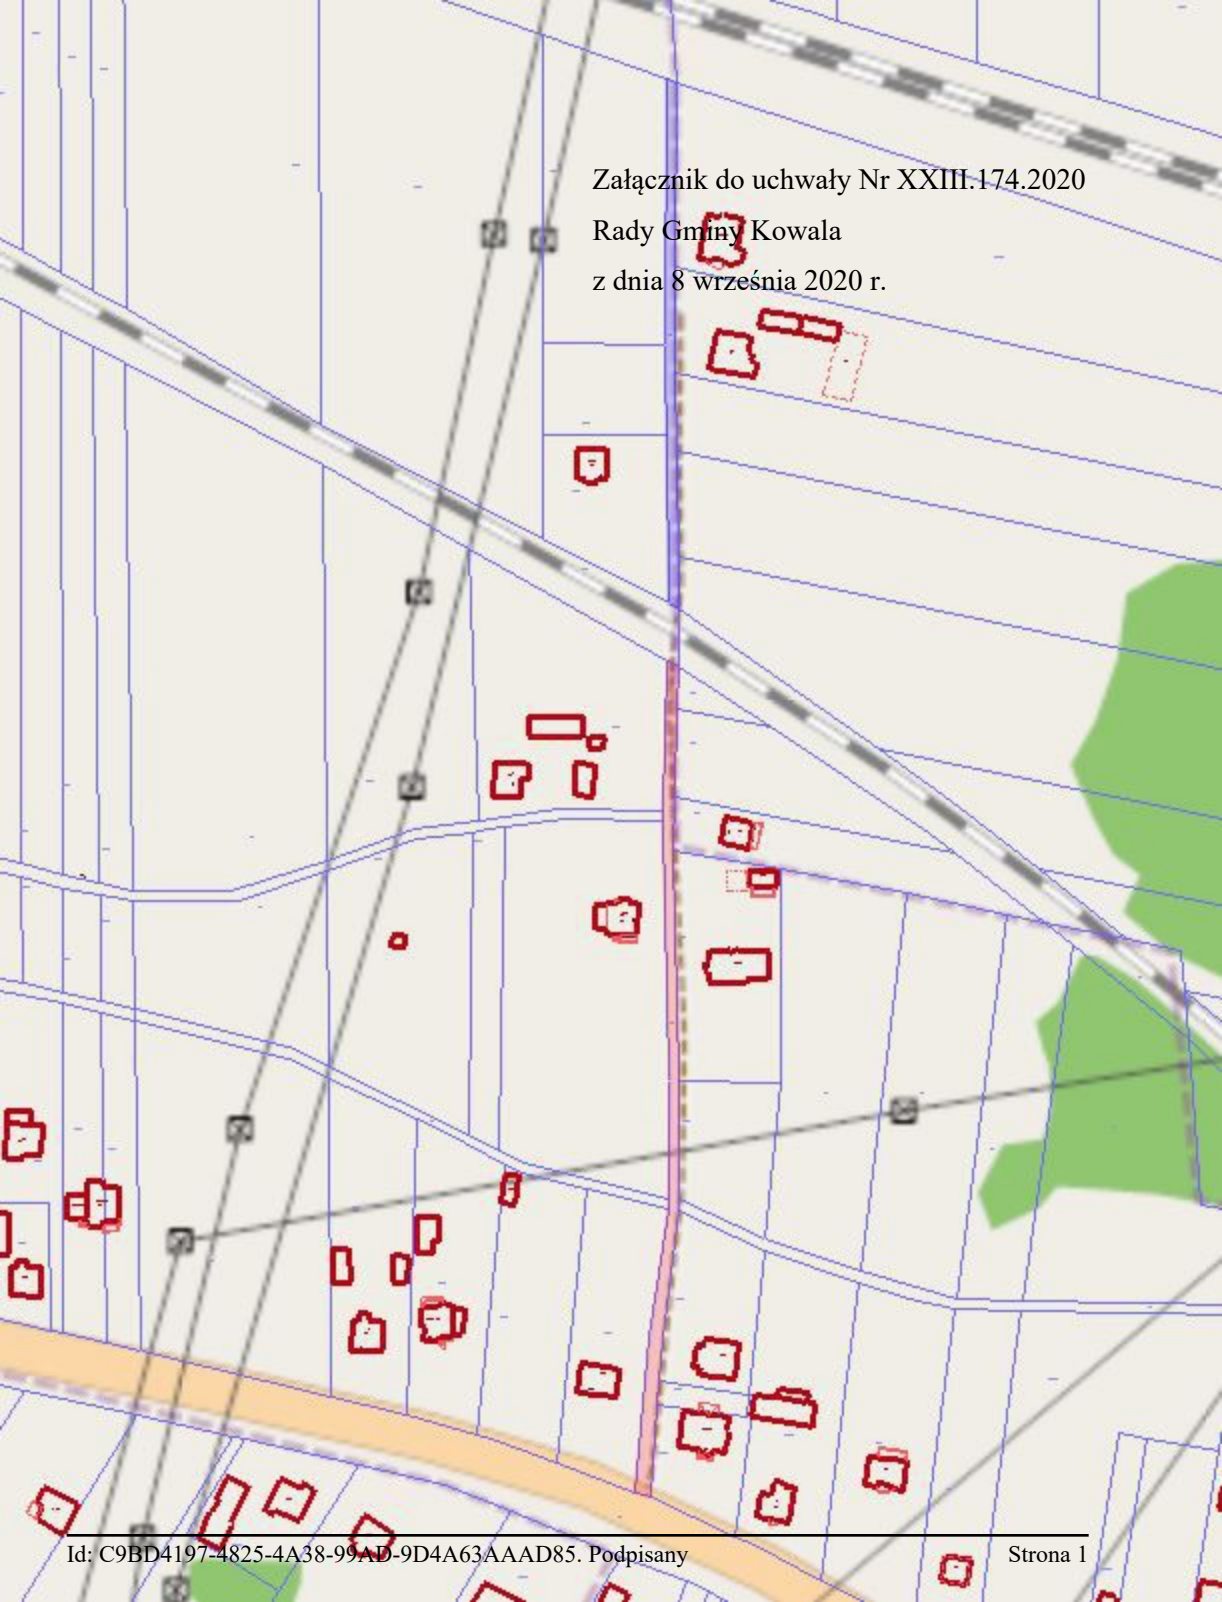 Załącznik do uchwały Nr XXIII.174.2020
Rady Gminy Kowala
z dnia 8 września 2020 r.
Id: C9BD4197-4825-4A38-99AD-9D4A63AAAD85. Podpisany Strona 1